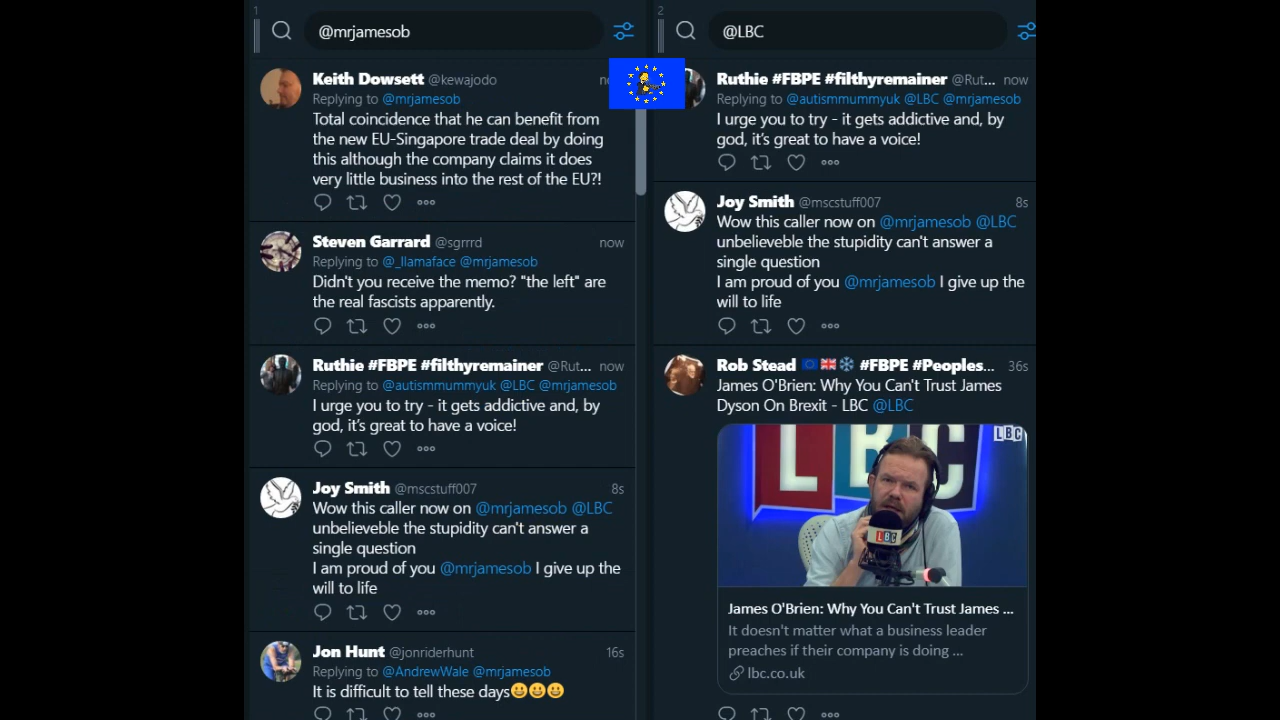 1
@mrjamesob
Keith Dowsett @kewajodo
Replying to @mrjamesob
Total coincidence that he can benefit from
the new EU-Singapore trade deal by doing
this although the company claims it does
very little business into the rest of the EU?!
Steven Garrard @sgrrrd now
Replying to @_llamaface @mrjamesob
Didn't you receive the memo? "the left" are
the real fascists apparently.
Ruthie #FBPE #filthyremainer @Rut... now
Replying to @autismmummyuk @LBC @mrjamesob
I urge you to try - it gets addictive and, by
god, it's great to have a voice!
Joy Smith @mscstuff007 8s
Wow this caller now on @mrjamesob @LBC
unbelieveble the stupidity can't answer a
single question
I am proud of you @mrjamesob I give up the
will to life
Jon Hunt @jonriderhunt 16s
Replying to @AndrewWale @mrjamesob
It is difficult to tell these days😀😀😀
2
@LBC
Ruthie #FBPE #filthyremainer @Rut... now
Replying to @autismmummyuk @LBC @mrjamesob
I urge you to try - it gets addictive and, by
god, it's great to have a voice!
Joy Smith @mscstuff007 8s
Wow this caller now on @mrjamesob @LBC
unbelieveble the stupidity can't answer a
single question
I am proud of you @mrjamesob I give up the
will to life
Rob Stead 🇪🇺🇬🇧❄️ #FBPE #Peoples... 36s
James O'Brien: Why You Can't Trust James
Dyson On Brexit - LBC @LBC
LBC
LBC
LBC
James O'Brien: Why You Can't Trust James ...
It doesn't matter what a business leader
preaches if their company is doing ...
lbc.co.uk